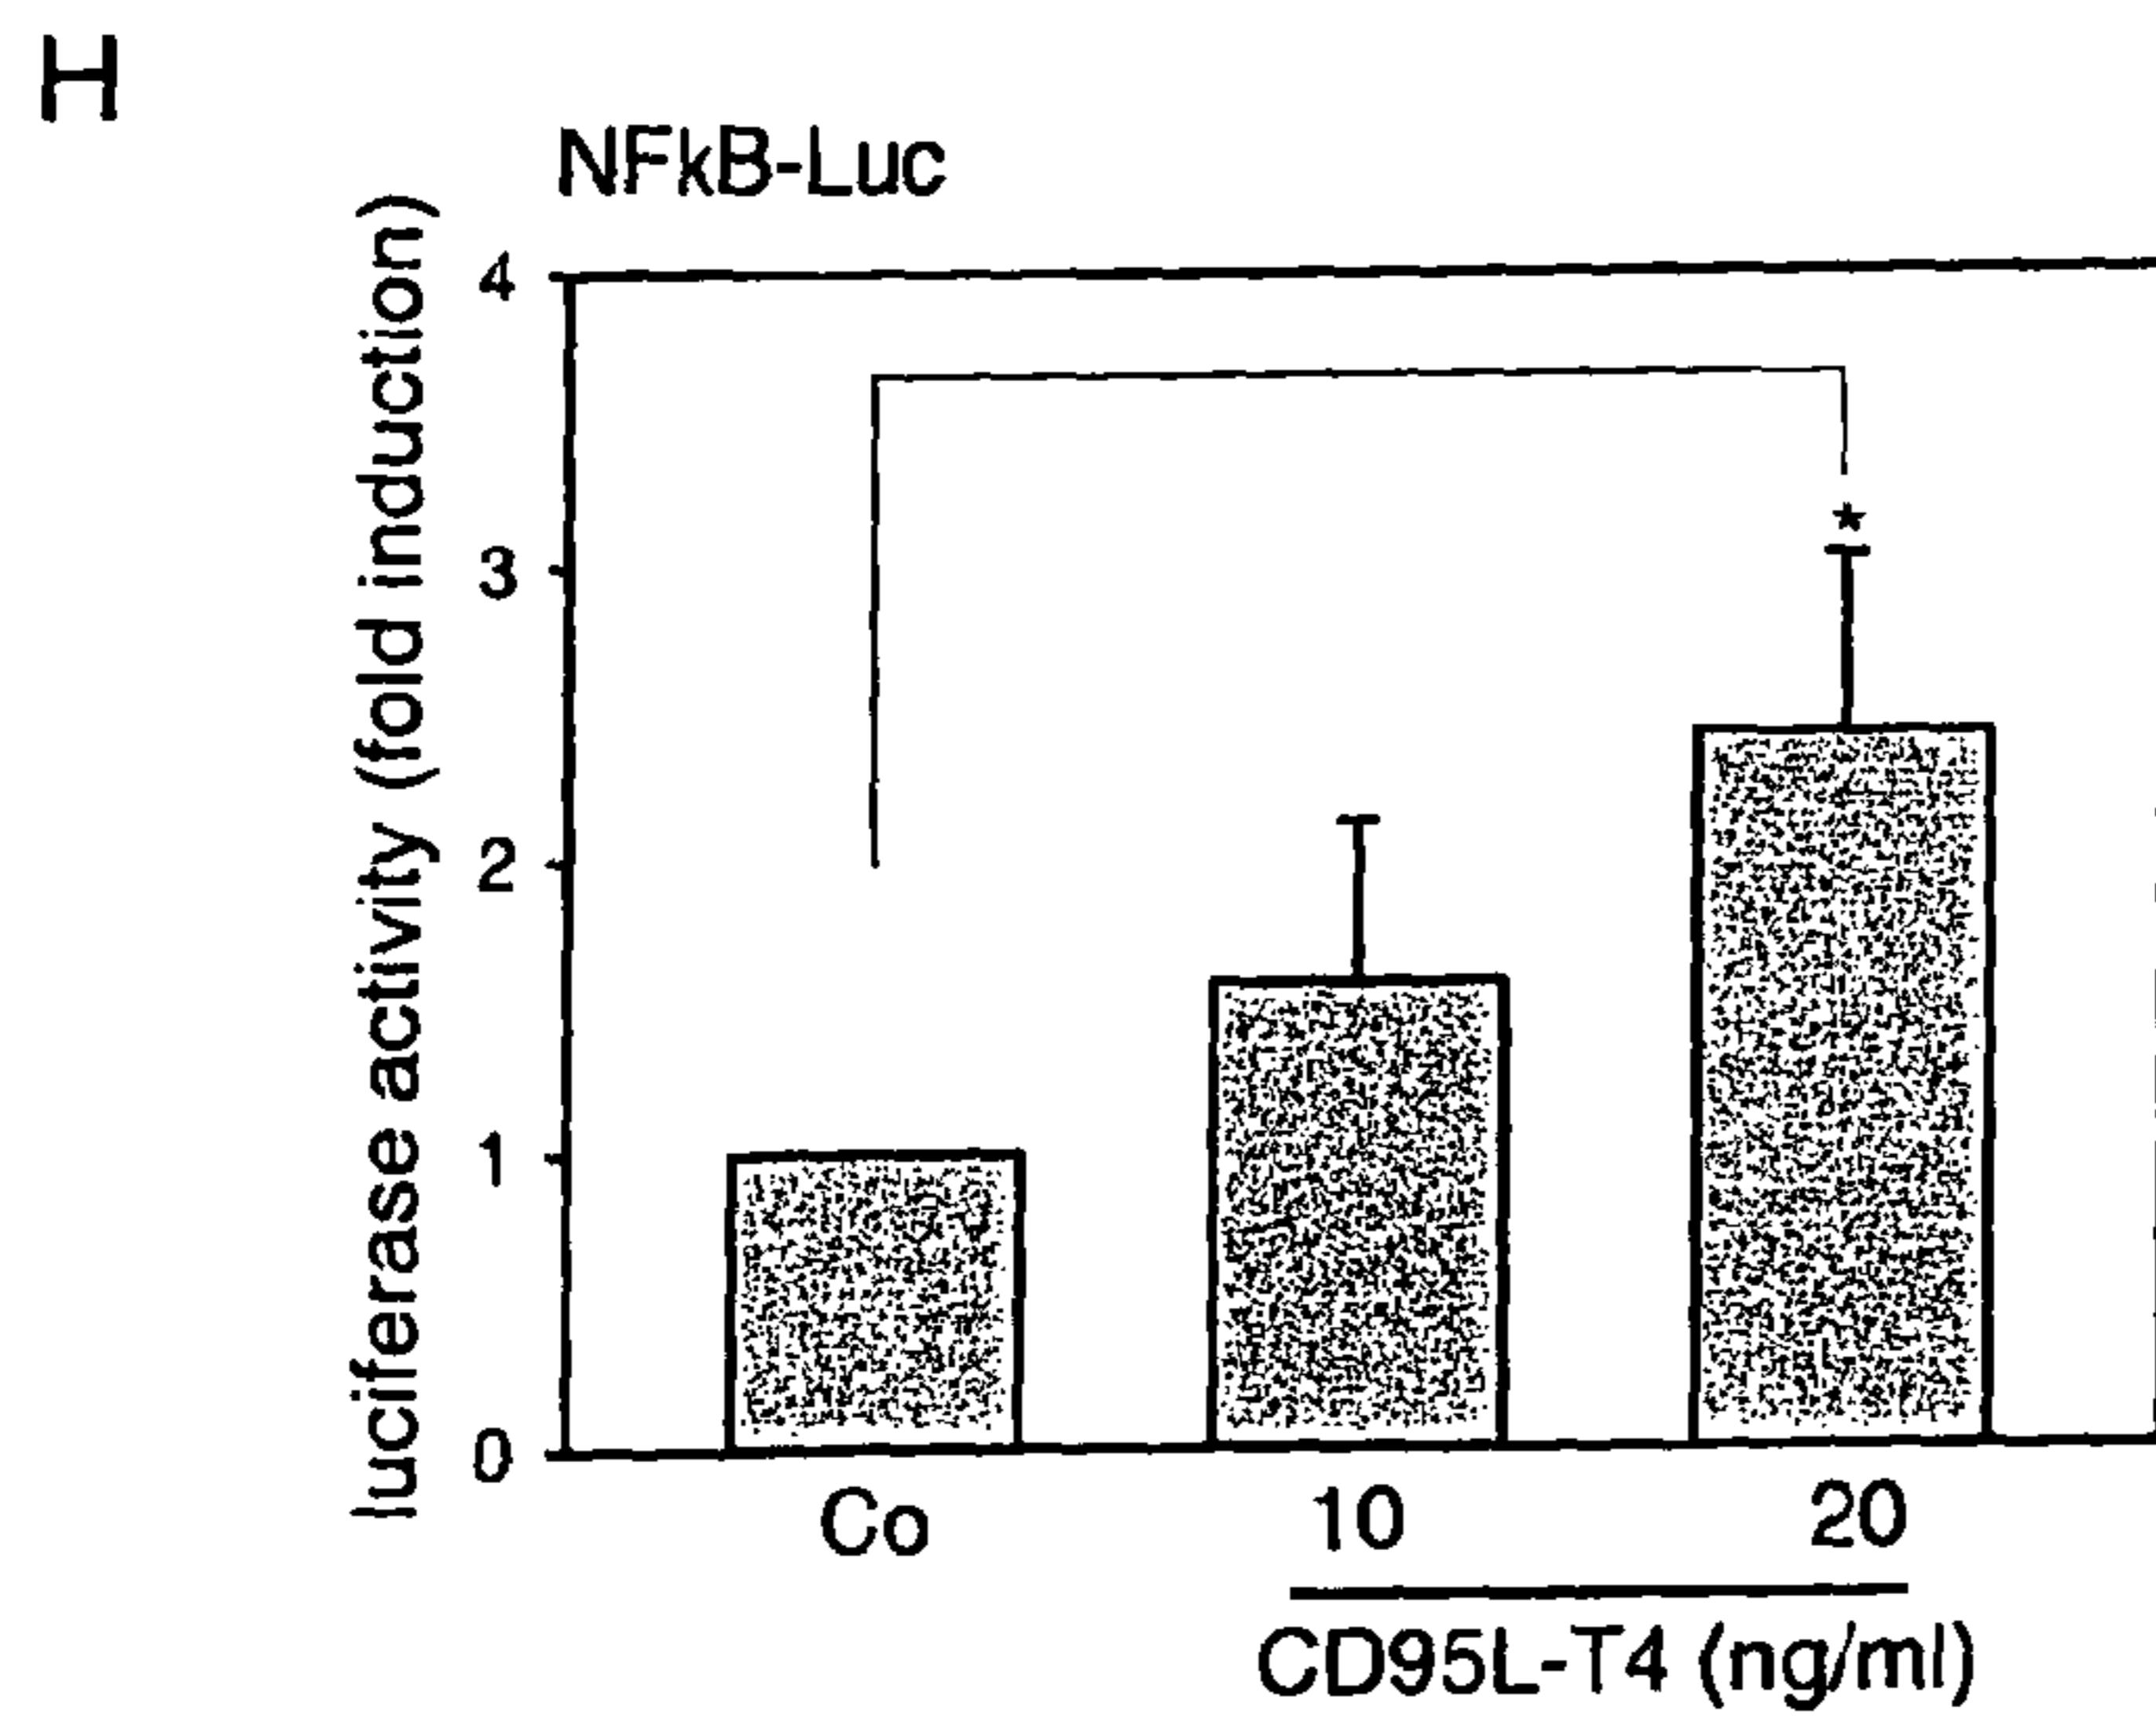 H
NFkB-Luc
luciferase activity (fold induction)
4
3
2
1
0
*
Co
10
20
CD95L-T4 (ng/ml)